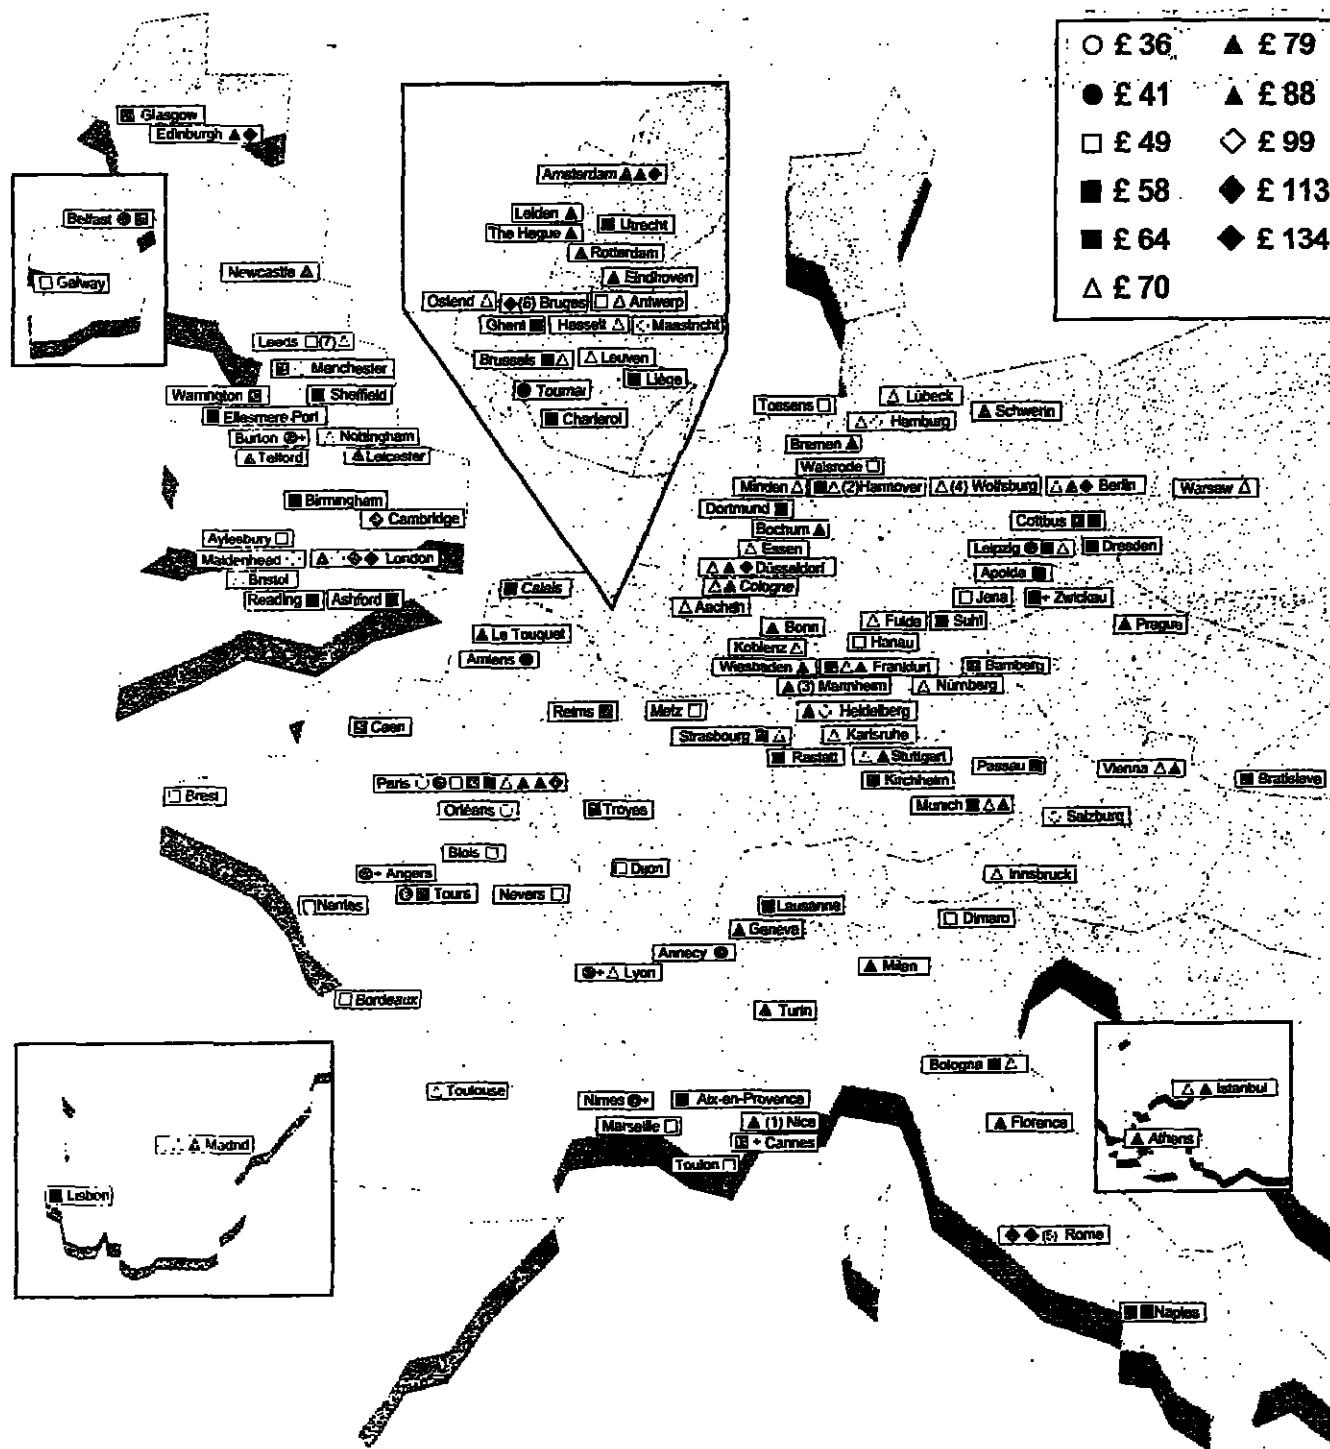 £ 36 £ 79
£ 41 £ 88
£ 49 £ 99
£ 58 £ 113
£ 64 £ 134
£ 70
Glasgow
Edinburgh
Belfast
Galway
Newcastle
Leeds (7)
Manchester
Warrington
Sheffield
Ellesmere Port
Burton
Nottingham
Telford
Leicester
Birmingham
Cambridge
Aylesbury
Maidenhead
London
Bristol
Reading
Ashford
Amsterdam
Leiden
Utrecht
The Hague
Rotterdam
Eindhoven
Ostend
(6) Bruges
Antwerp
Ghent
Hasselt
Maastricht
Brussels
Leuven
Liège
Tournai
Charleroi
Tossens
Lübeck
Schwerin
Hamburg
Bremen
Walsrode
Minden
(2) Hannover
(4) Wolfsburg
Berlin
Warsaw
Dortmund
Cottbus
Bochum
Essen
Leipzig
Dresden
Düsseldorf
Apolda
Cologne
Jena
+ Zwickau
Aachen
Calais
Bonn
Fulda
Suhl
Prague
Le Touquet
Hanau
Koblenz
Amiens
Wiesbaden
Frankfurt
Bamberg
(3) Mannheim
Nürnberg
Reims
Metz
Heidelberg
Caen
Strasbourg
Karlsruhe
Rastatt
Stuttgart
Passau
Vienna
Bratislava
Kirchheim
Paris
Brest
Orléans
Troyes
Munich
Salzburg
Blois
Dijon
Innsbruck
+ Angers
Tours
Nevers
Nantes
Lausanne
Dimaro
Geneva
Annecy
+ Lyon
Milan
Bordeaux
Turin
Bologna
Toulouse
Nimes +
Aix-en-Provence
Istanbul
Marseille
(1) Nice
Florence
Athens
+ Cannes
Madrid
Toulon
Lisbon
(5) Rome
Naples